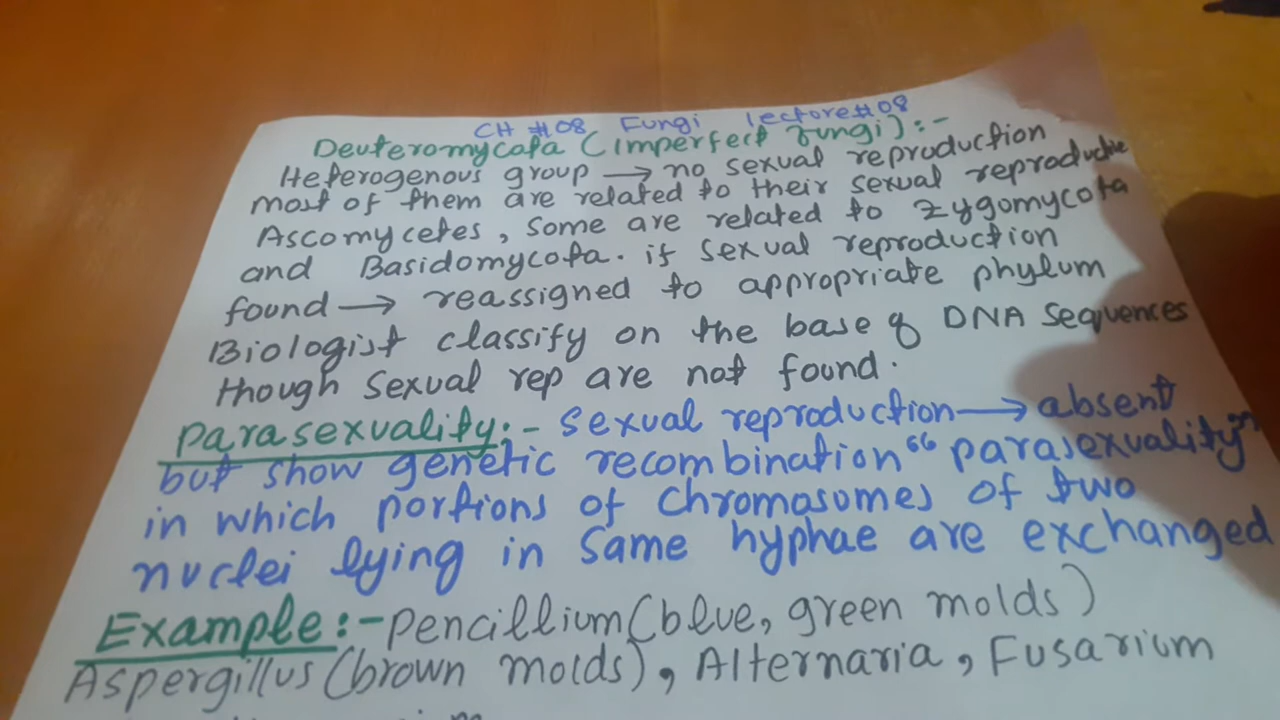 CH #08 Fungi lectore#08
Deuteromycota (Imperfect fungi):-
Heterogenous group → no sexual reproduction
most of them are related to their sexual reproductive
Ascomycetes, some are related to zygomycota
and Basidomycota. if sexual reproduction
found → reassigned to appropriate phylum
Biologist classify on the base of DNA Sequences
though sexual rep are not found.
Parasexuality:- sexual reproduction → absent
but show genetic recombination "parasexuality"
in which portions of chromosomes of two
nuclei lying in same hyphae are exchanged
Example:- Pencillium (blue, green molds)
Aspergillus (brown molds), Alternaria, Fusarium